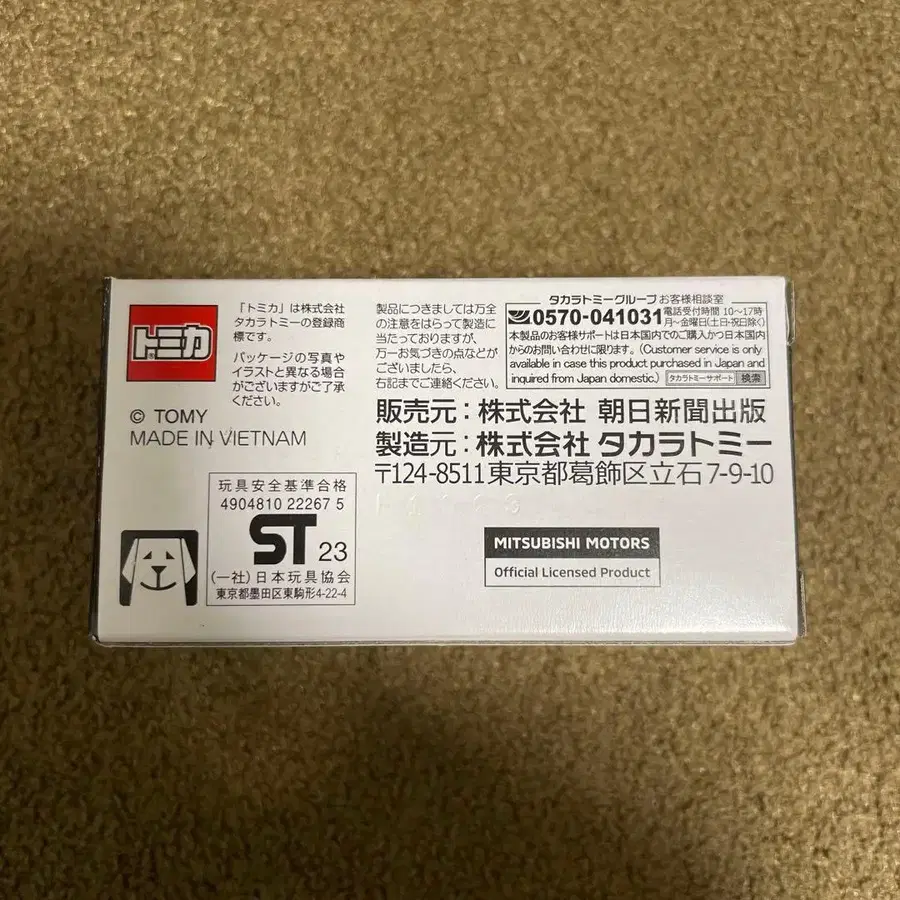 トミカ
「トミカ」は株式会社
タカラトミーの登録商
標です。
パッケージの写真や
イラストと異なる場合
がございますがご了承
ください。
© TOMY
MADE IN VIETNAM
製品につきましては万全
の注意をはらって製造に
当たっておりますが、
万一お気づきの点などが
ございましたら、
右記までご連絡ください。
タカラトミーグループ お客様相談室
0570-041031 電話受付時間 10〜17時
月〜金曜日(土・日・祝日除く)
本製品のお客様サポートは日本国内でのご購入かつ日本国内
からのお問い合わせに限ります。(Customer service is only
available in case this product purchased in Japan and
inquired from Japan domestic.) タカラトミーサポート 検索
販売元:株式会社 朝日新聞出版
製造元:株式会社 タカラトミー
〒124-8511 東京都葛飾区立石 7-9-10
玩具安全基準合格
4904810 22267 5
ST 23
(一社)日本玩具協会
東京都墨田区東駒形4-22-4
MITSUBISHI MOTORS
Official Licensed Product